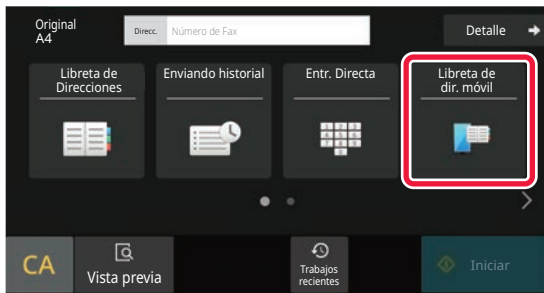 Original
A4
Direcc.
Número de Fax
Detalle
Libreta de
Direcciones
Enviando historial
Entr. Directa
Libreta de
dir. móvil
CA
Vista previa
Trabajos
recientes
Iniciar